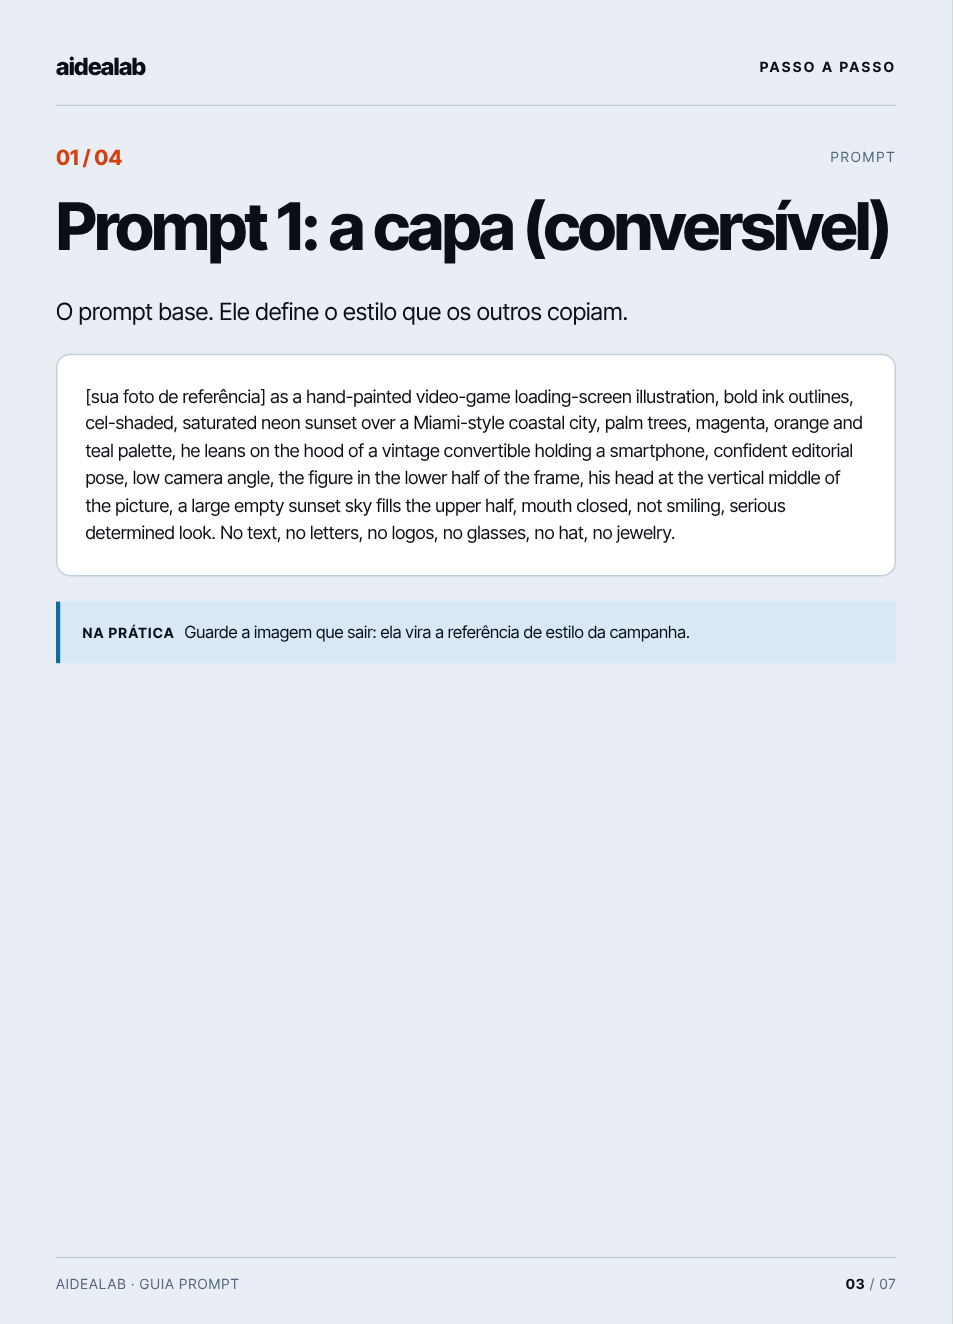 aidealab
PASSO A PASSO
01 / 04
PROMPT
Prompt 1: a capa (conversível)
O prompt base. Ele define o estilo que os outros copiam.
[sua foto de referência] as a hand-painted video-game loading-screen illustration, bold ink outlines,
cel-shaded, saturated neon sunset over a Miami-style coastal city, palm trees, magenta, orange and
teal palette, he leans on the hood of a vintage convertible holding a smartphone, confident editorial
pose, low camera angle, the figure in the lower half of the frame, his head at the vertical middle of
the picture, a large empty sunset sky fills the upper half, mouth closed, not smiling, serious
determined look. No text, no letters, no logos, no glasses, no hat, no jewelry.
NA PRÁTICA Guarde a imagem que sair: ela vira a referência de estilo da campanha.
AIDEALAB · GUIA PROMPT
03 / 07